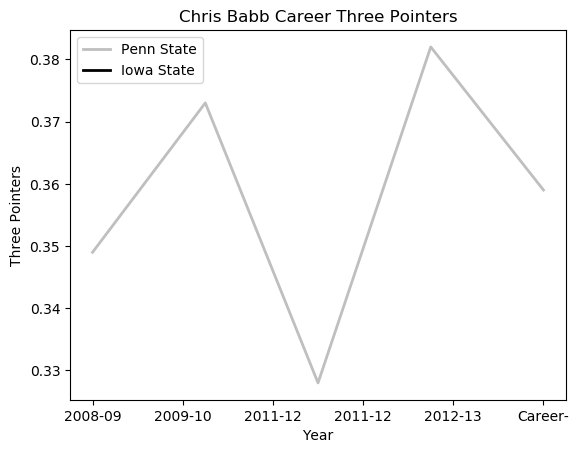 Chris Babb Career Three Pointers
Penn State
Iowa State
0.38
0.37
0.36
0.35
0.34
0.33
Three Pointers
2008-09 2009-10 2011-12 2011-12 2012-13 Career-
Year